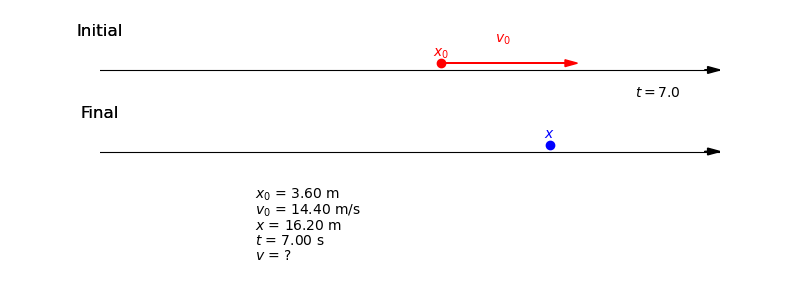 Initial
x₀
v₀
t = 7.0
Final
x
x₀ = 3.60 m
v₀ = 14.40 m/s
x = 16.20 m
t = 7.00 s
v = ?